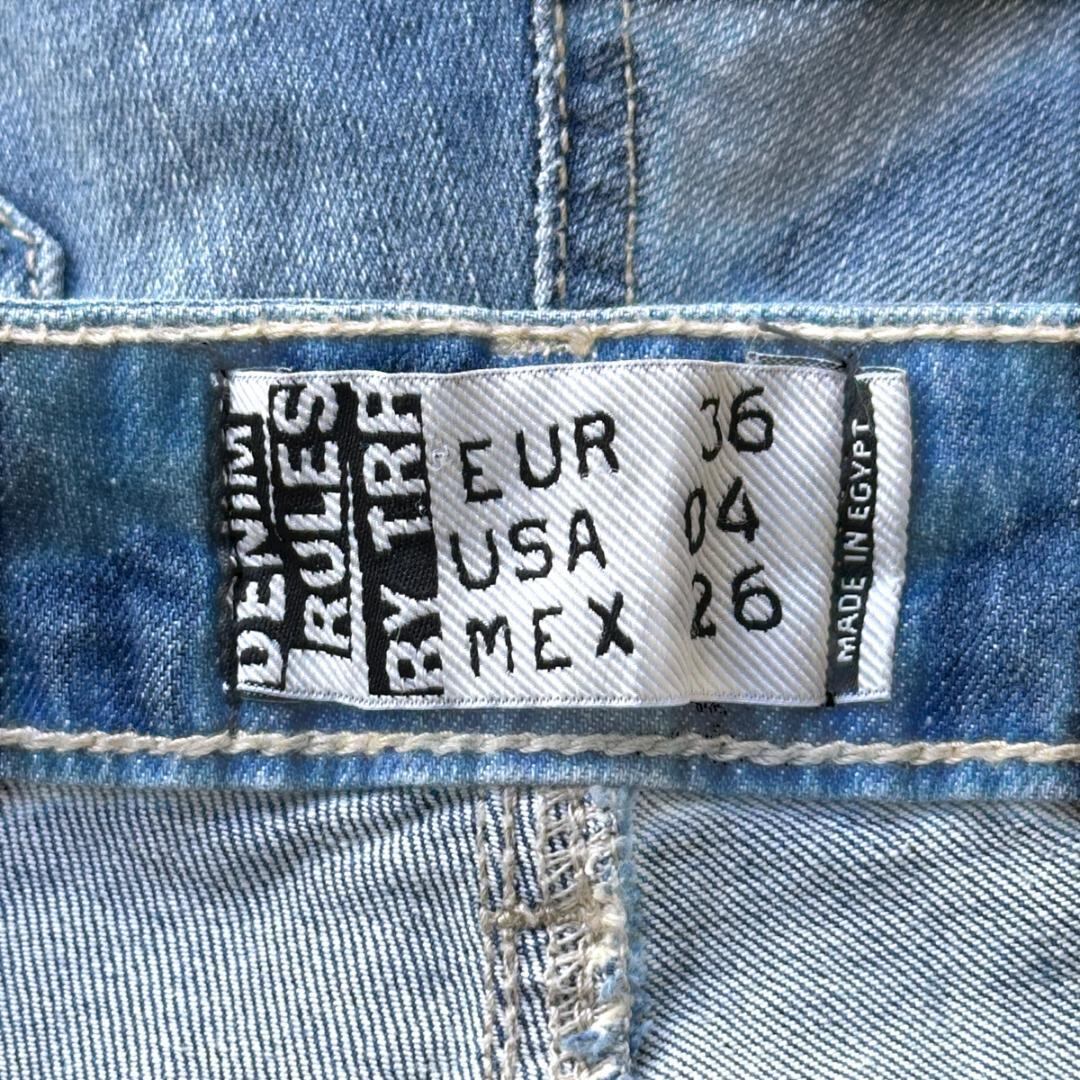 DENIM
RULES
BY TRF
EUR 36
USA 04
MEX 26
MADE IN EGYPT